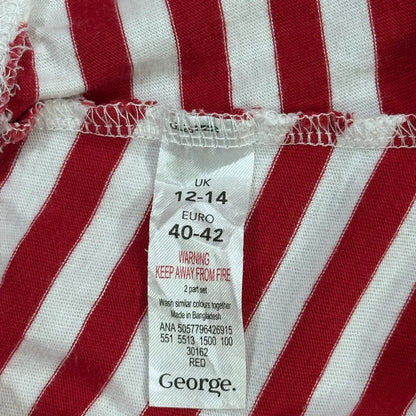 UK
12-14
EURO
40-42
WARNING
KEEP AWAY FROM FIRE
2 part set
Wash similar colours together
Made in Bangladesh
ANA 5057796426915
551 5513 1500 100
30162
RED
George.